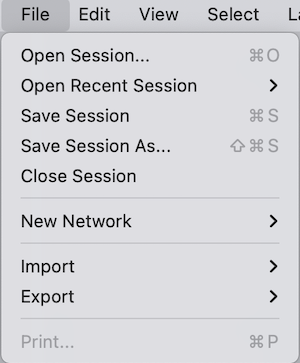 File Edit View Select
Open Session... ⌘O
Open Recent Session >
Save Session ⌘S
Save Session As... ⇧⌘S
Close Session
New Network >
Import >
Export >
Print... ⌘P